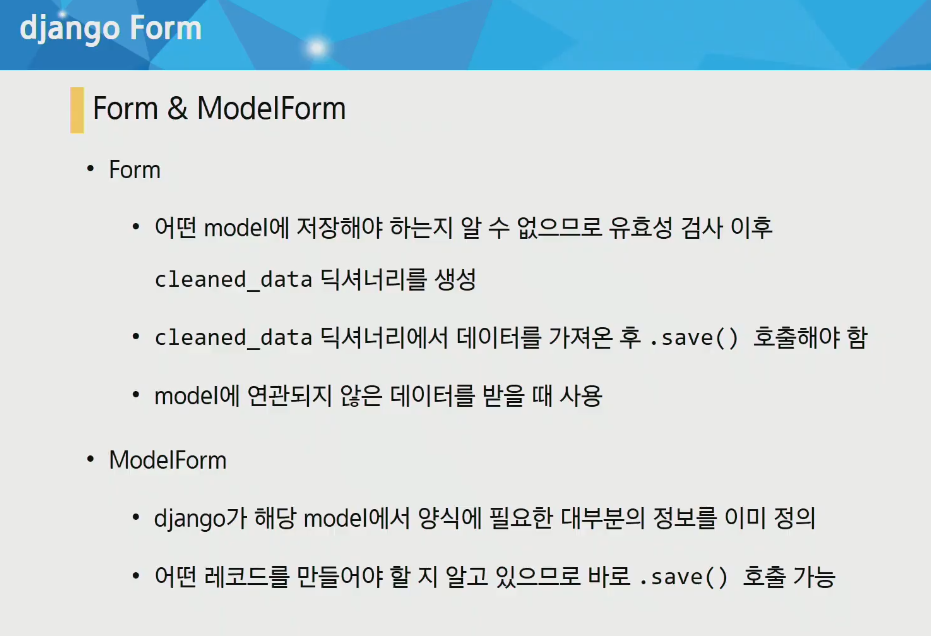 django Form
Form & ModelForm
• Form
• 어떤 model에 저장해야 하는지 알 수 없으므로 유효성 검사 이후
cleaned_data 딕셔너리를 생성
• cleaned_data 딕셔너리에서 데이터를 가져온 후 .save() 호출해야 함
• model에 연관되지 않은 데이터를 받을 때 사용
• ModelForm
• django가 해당 model에서 양식에 필요한 대부분의 정보를 이미 정의
• 어떤 레코드를 만들어야 할 지 알고 있으므로 바로 .save() 호출 가능